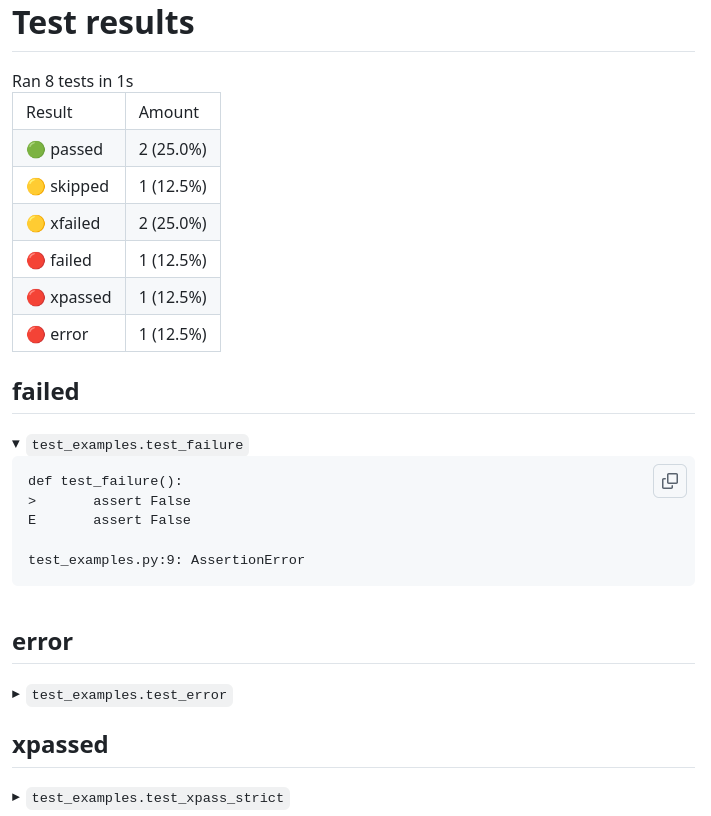 Test results
Ran 8 tests in 1s
Result Amount
passed 2 (25.0%)
skipped 1 (12.5%)
xfailed 2 (25.0%)
failed 1 (12.5%)
xpassed 1 (12.5%)
error 1 (12.5%)
failed
test_examples.test_failure
def test_failure():
>       assert False
E       assert False
test_examples.py:9: AssertionError
error
test_examples.test_error
xpassed
test_examples.test_xpass_strict